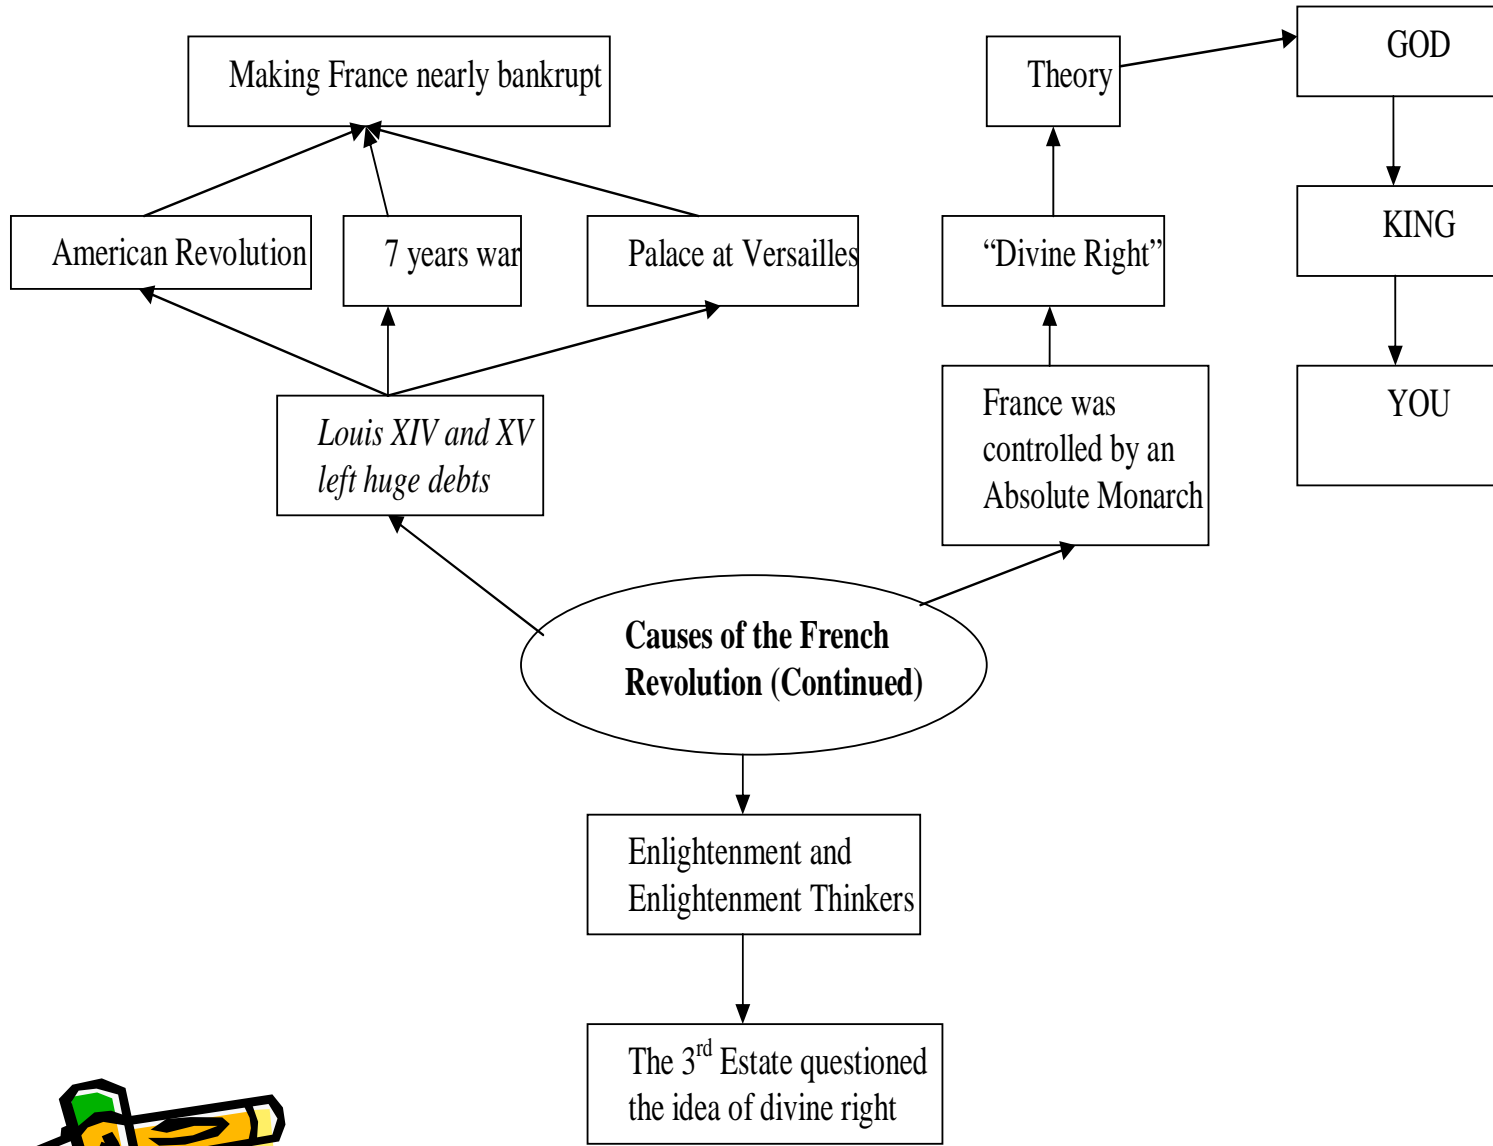 Making France nearly bankrupt
American Revolution
7 years war
Palace at Versailles
Louis XIV and XV
left huge debts
Theory
“Divine Right”
France was
controlled by an
Absolute Monarch
GOD
KING
YOU
Causes of the French
Revolution (Continued)
Enlightenment and
Enlightenment Thinkers
The 3rd Estate questioned
the idea of divine right